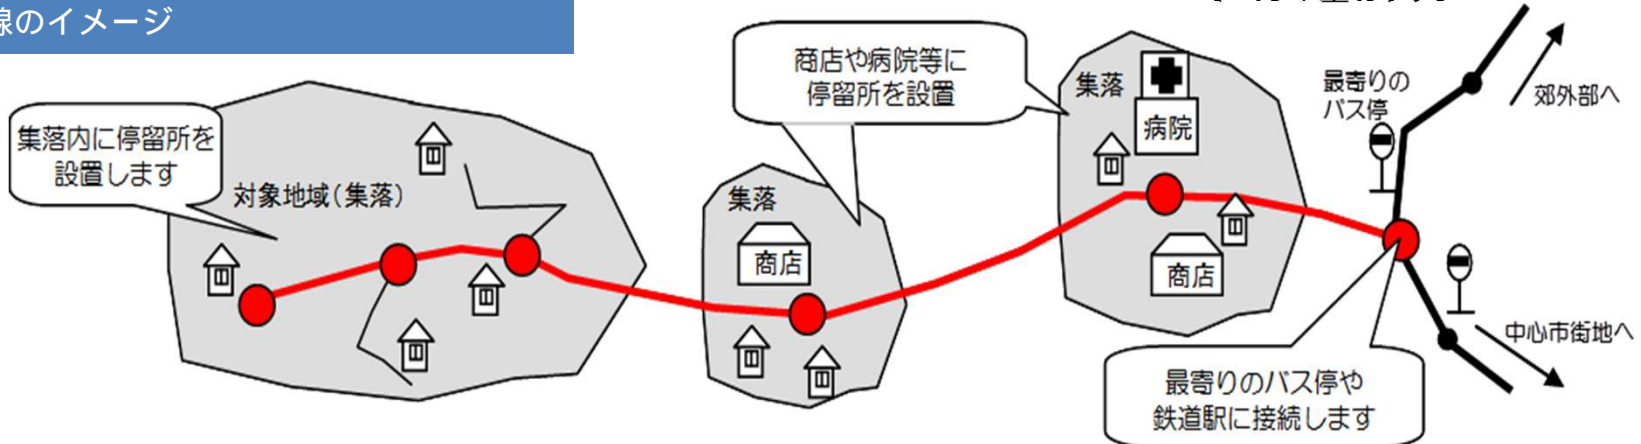 線のイメージ
集落内に停留所を
設置します
対象地域(集落)
商店や病院等に
停留所を設置
集落
商店
集落
病院
商店
最寄りの
バス停
郊外部へ
中心市街地へ
最寄りのバス停や
鉄道駅に接続します